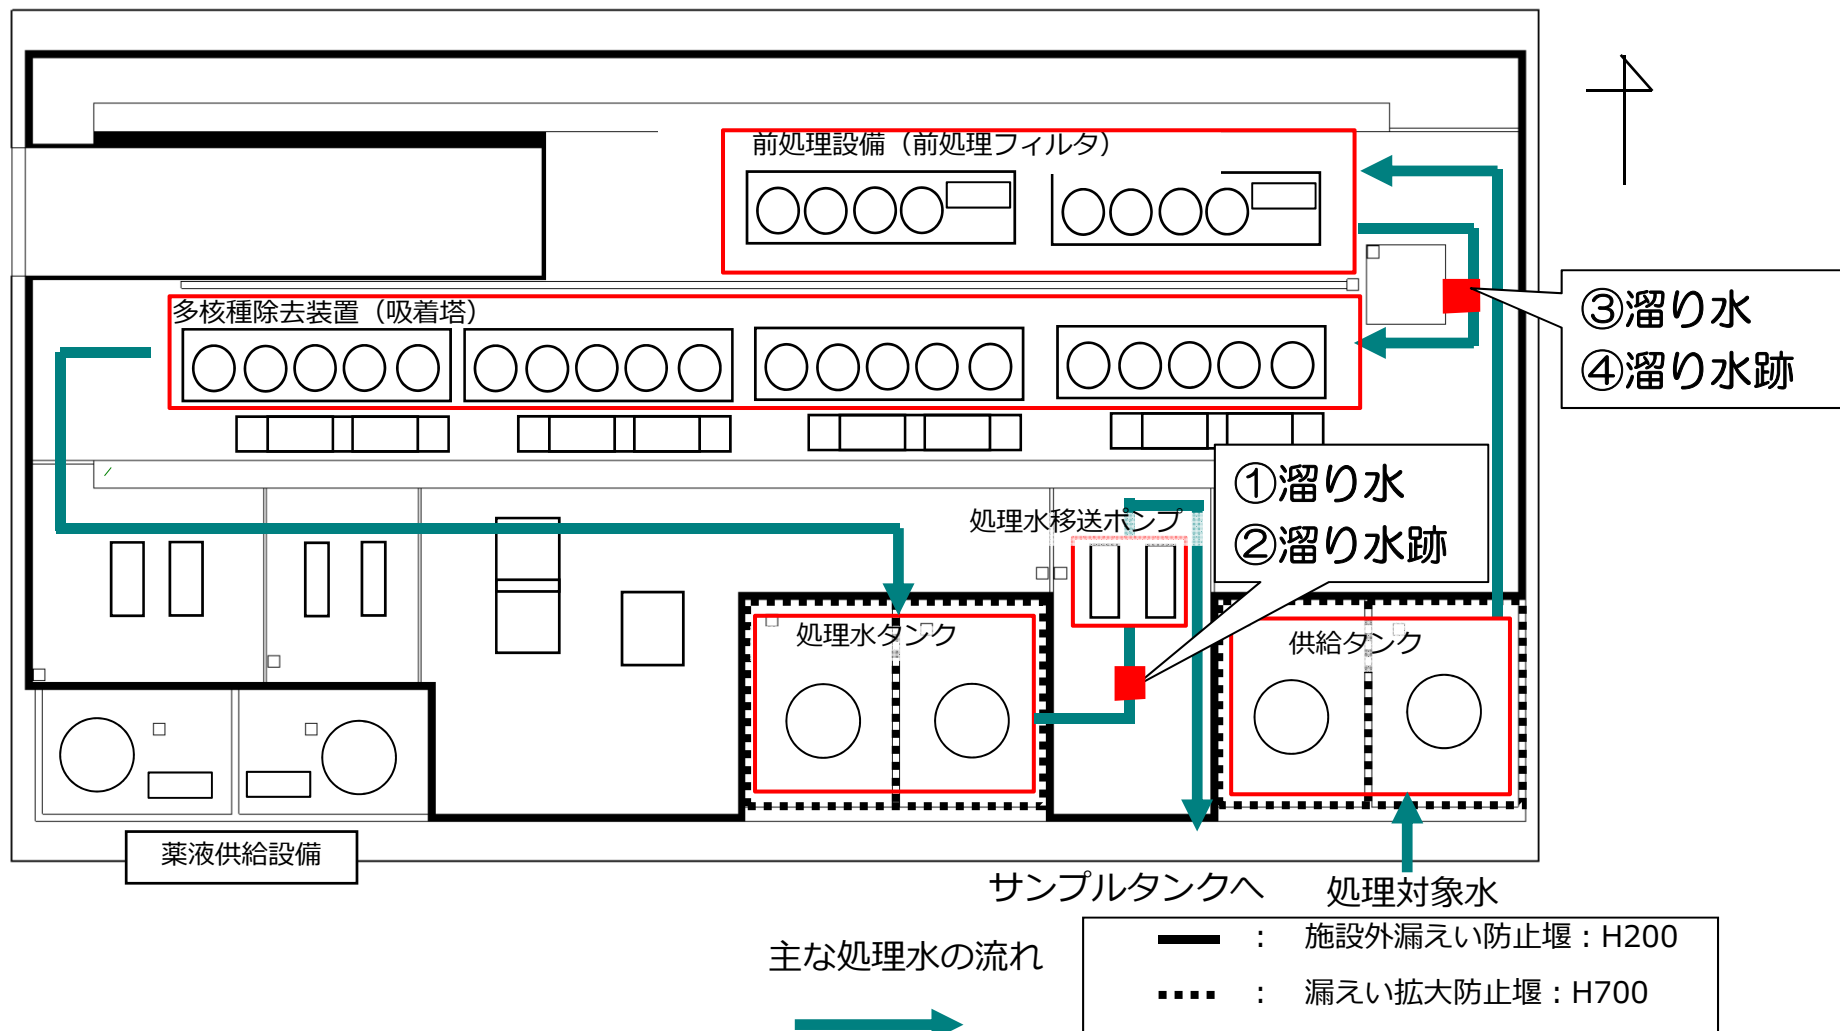 前処理設備（前処理フィルタ）
多核種除去装置（吸着塔）
③溜り水
④溜り水跡
①溜り水
②溜り水跡
処理水移送ポンプ
処理水タンク
供給タンク
薬液供給設備
サンプルタンクへ
処理対象水
主な処理水の流れ
： 施設外漏えい防止堰：H200
： 漏えい拡大防止堰：H700